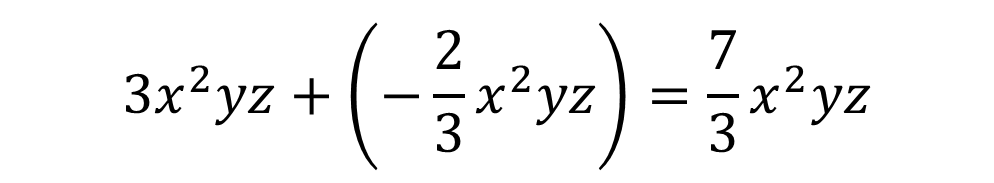 3x²yz + (−2/3 x²yz) = 7/3 x²yz